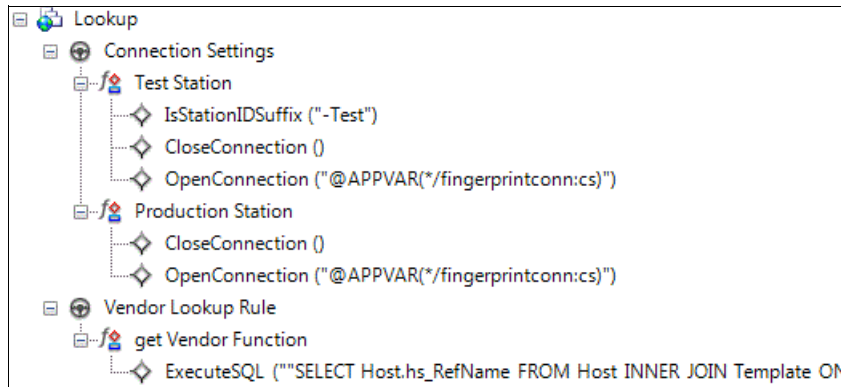 Lookup
Connection Settings
Test Station
IsStationIDSuffix ("-Test")
CloseConnection ()
OpenConnection ("@APPVAR(*/fingerprintconn:cs)")
Production Station
CloseConnection ()
OpenConnection ("@APPVAR(*/fingerprintconn:cs)")
Vendor Lookup Rule
get Vendor Function
ExecuteSQL (""SELECT Host.hs_RefName FROM Host INNER JOIN Template ON